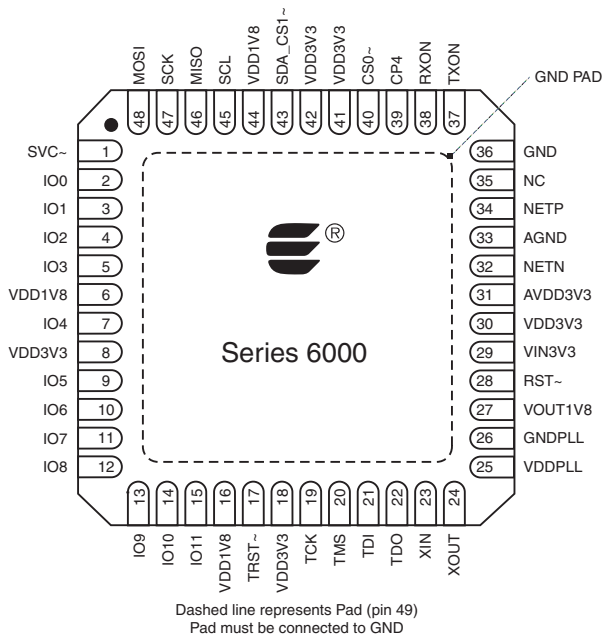 MOSI SCK MISO SCL VDD1V8 SDA_CS1~ VDD3V3 VDD3V3 CS0~ CP4 RXON TXON
GND PAD
48 47 46 45 44 43 42 41 40 39 38 37
SVC~ 1 36 GND
IO0 2 35 NC
IO1 3 34 NETP
IO2 4 33 AGND
IO3 5 32 NETN
®
VDD1V8 6 31 AVDD3V3
IO4 7 30 VDD3V3
VDD3V3 8 Series 6000 29 VIN3V3
IO5 9 28 RST~
IO6 10 27 VOUT1V8
IO7 11 26 GNDPLL
IO8 12 25 VDDPLL
13 14 15 16 17 18 19 20 21 22 23 24
IO9 IO10 IO11 VDD1V8 TRST~ VDD3V3 TCK TMS TDI TDO XIN XOUT
Dashed line represents Pad (pin 49)
Pad must be connected to GND